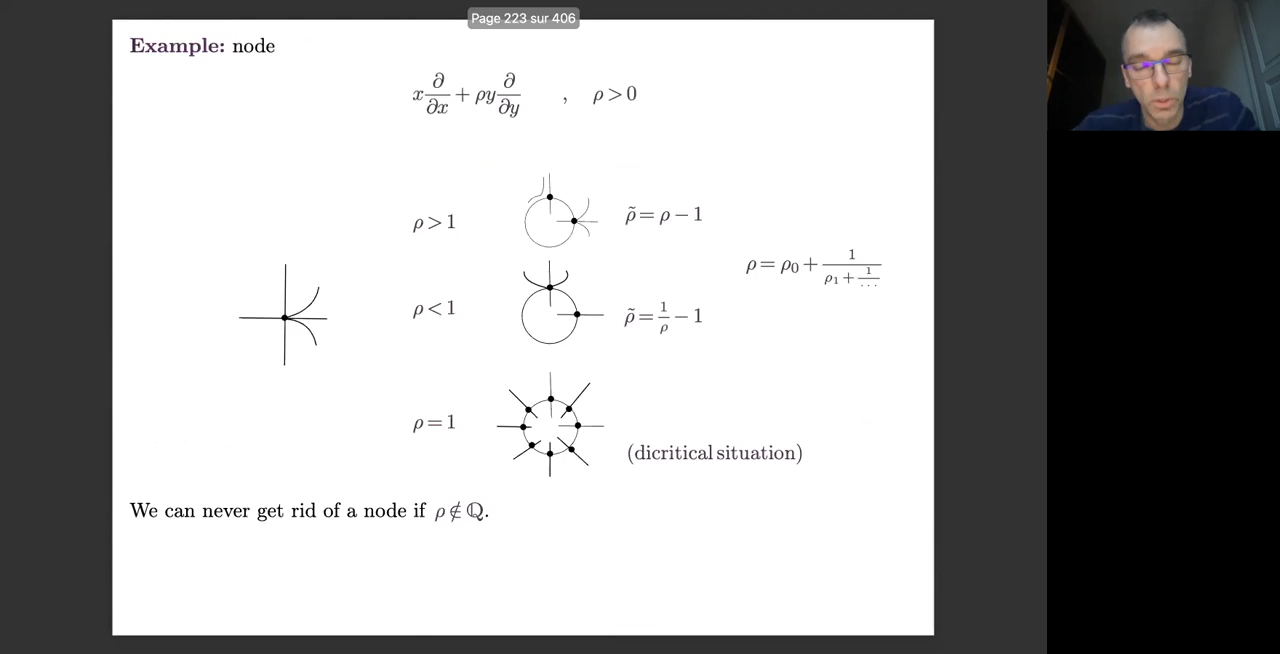 Page 223 sur 406
Example: node
x ∂/∂x + ρy ∂/∂y , ρ > 0
ρ > 1
ρ̃ = ρ − 1
ρ = ρ₀ + 1/(ρ₁ + 1/...)
ρ < 1
ρ̃ = 1/ρ − 1
ρ = 1
(dicritical situation)
We can never get rid of a node if ρ ∉ ℚ.